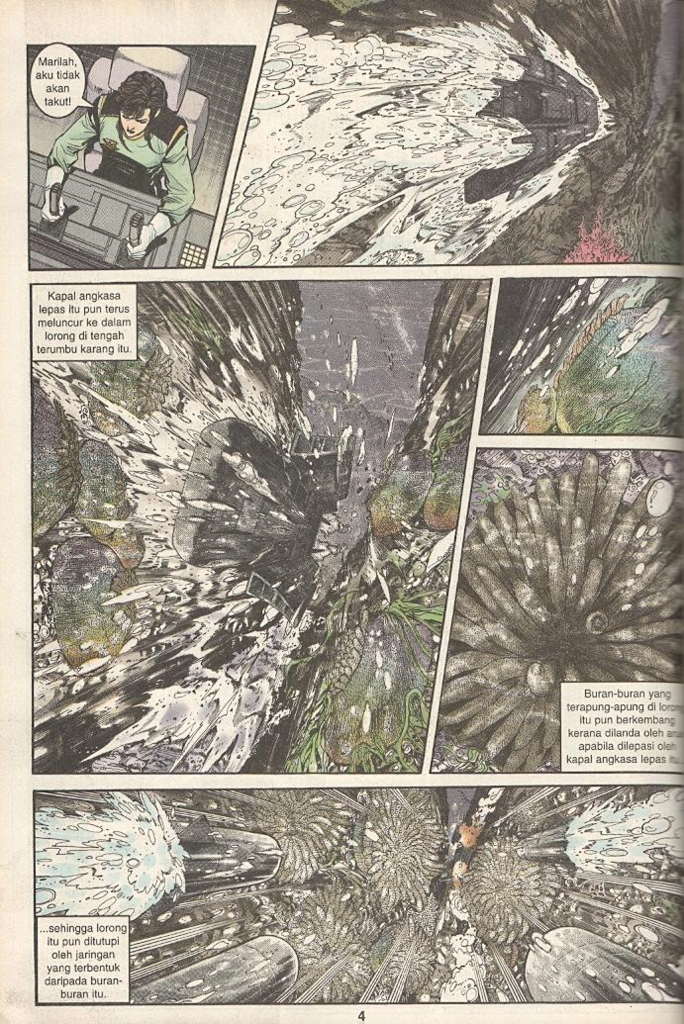 Marilah,
aku tidak
akan
takut!
Kapal angkasa
lepas itu pun terus
meluncur ke dalam
lorong di tengah
terumbu karang itu.
Buran-buran yang
terapung-apung di
itu pun berkembang
kerana dilanda oleh
apabila dilepasi oleh
kapal angkasa lepas
...sehingga lorong
itu pun ditutupi
oleh jaringan
yang terbentuk
daripada buran-
buran itu.
4